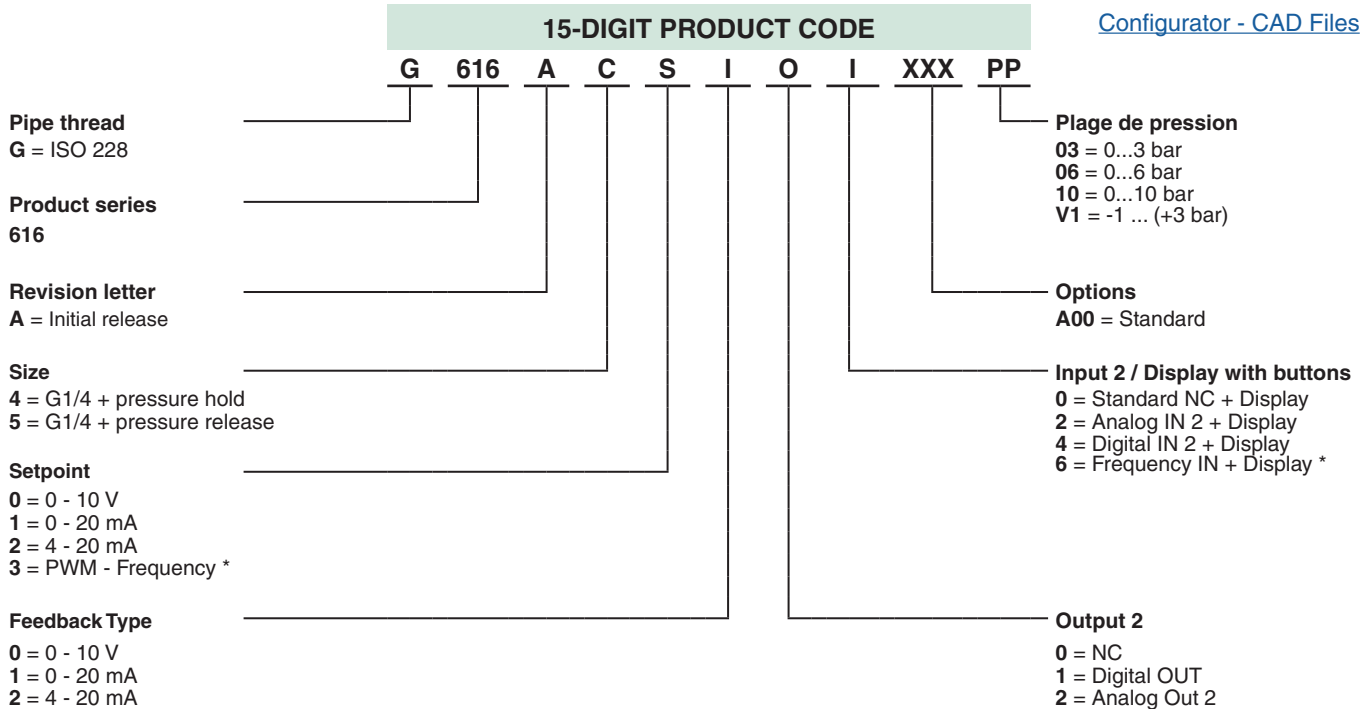 15-DIGIT PRODUCT CODE
Configurator - CAD Files
G 616 A C S I O I XXX PP
Pipe thread
G = ISO 228
Product series
616
Revision letter
A = Initial release
Size
4 = G1/4 + pressure hold
5 = G1/4 + pressure release
Setpoint
0 = 0 - 10 V
1 = 0 - 20 mA
2 = 4 - 20 mA
3 = PWM - Frequency *
Feedback Type
0 = 0 - 10 V
1 = 0 - 20 mA
2 = 4 - 20 mA
Plage de pression
03 = 0...3 bar
06 = 0...6 bar
10 = 0...10 bar
V1 = -1 ... (+3 bar)
Options
A00 = Standard
Input 2 / Display with buttons
0 = Standard NC + Display
2 = Analog IN 2 + Display
4 = Digital IN 2 + Display
6 = Frequency IN + Display *
Output 2
0 = NC
1 = Digital OUT
2 = Analog Out 2